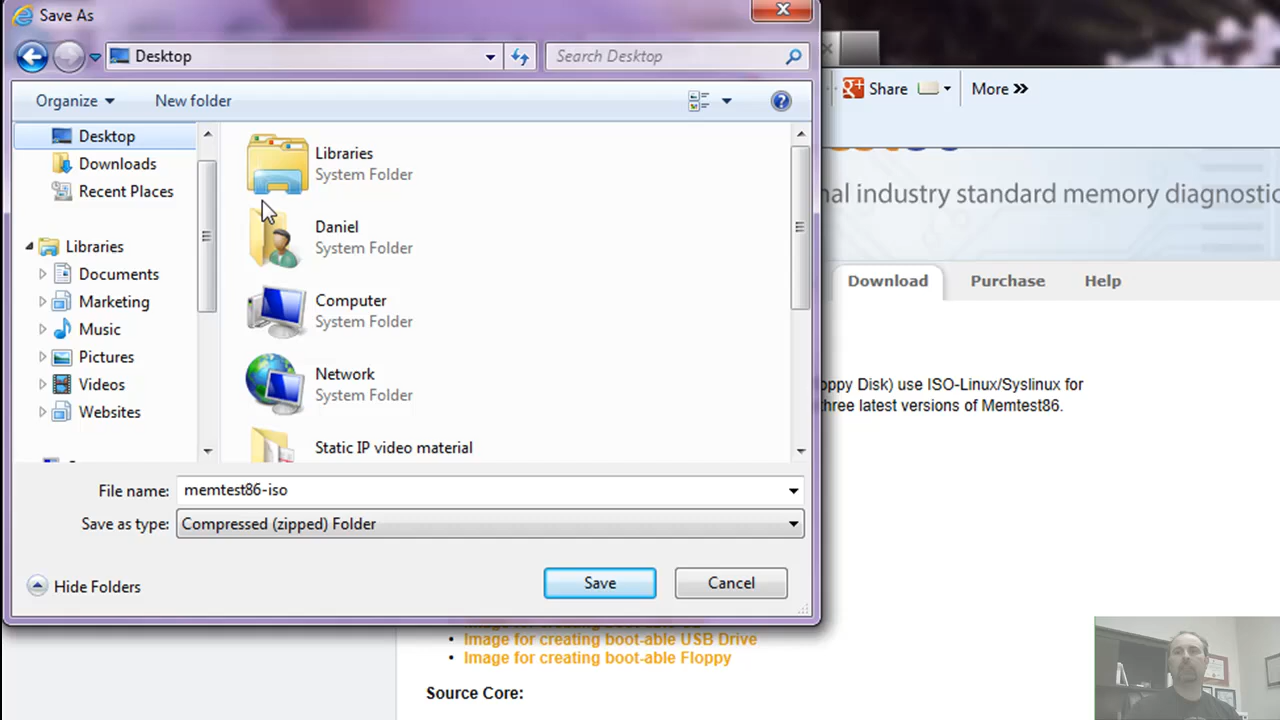 Save As
Desktop
Search Desktop
Organize
New folder
Share
More
Desktop
Downloads
Recent Places
Libraries
Documents
Marketing
Music
Pictures
Videos
Websites
Libraries
System Folder
Daniel
System Folder
Computer
System Folder
Network
System Folder
Static IP video material
nal industry standard memory diagnostic
Download
Purchase
Help
oppy Disk) use ISO-Linux/Syslinux for
three latest versions of Memtest86.
File name:
memtest86-iso
Save as type:
Compressed (zipped) Folder
Hide Folders
Save
Cancel
Image for creating boot-able USB Drive
Image for creating boot-able Floppy
Source Core: